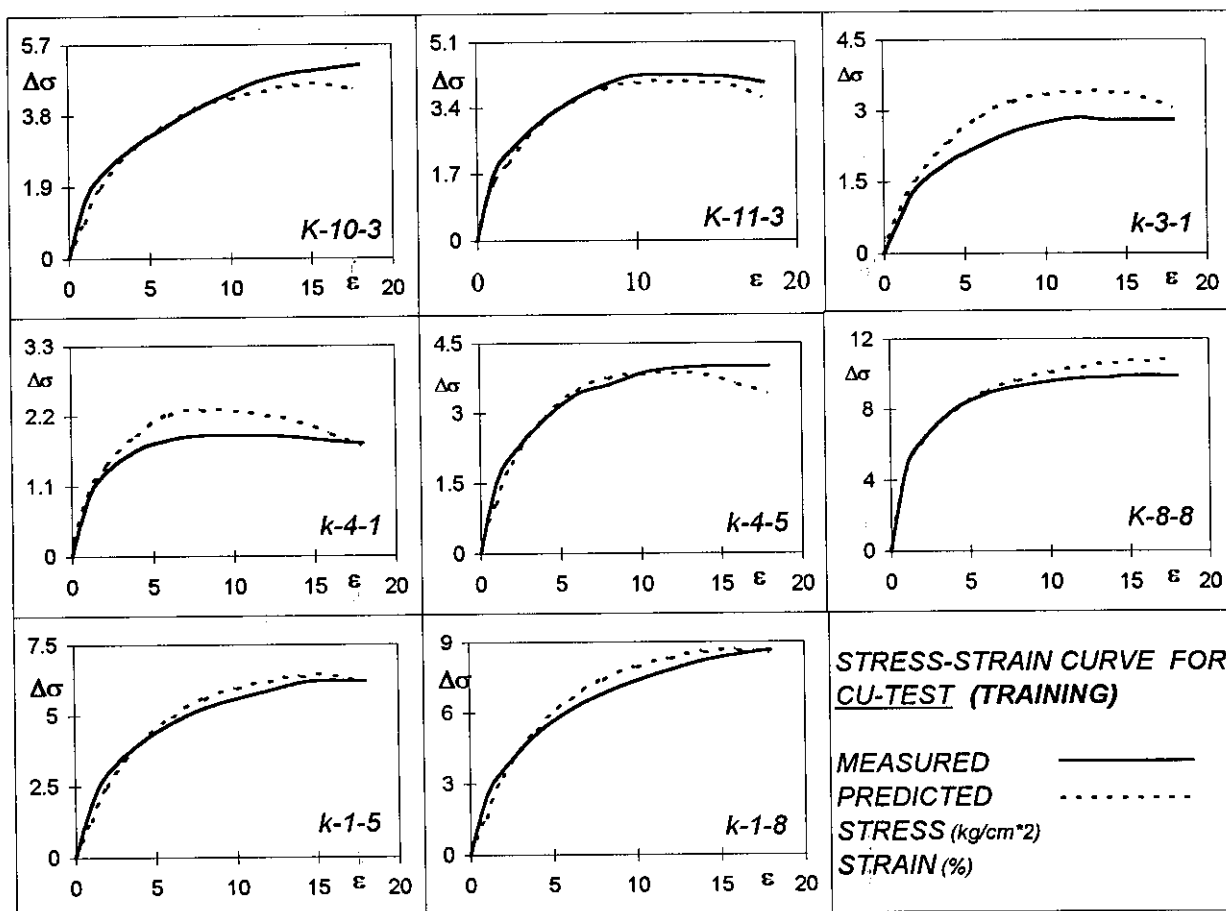 5.7
Δσ
3.8
1.9
0
K-10-3
0 5 10 15 ε 20
5.1
Δσ
3.4
1.7
0
K-11-3
0 5 10 15 ε 20
4.5
Δσ
3
1.5
0
k-3-1
0 5 10 15 ε 20
3.3
Δσ
2.2
1.1
0
k-4-1
0 5 10 15 ε 20
4.5
Δσ
3
1.5
0
k-4-5
0 5 10 15 ε 20
12
Δσ
8
4
0
K-8-8
0 5 10 15 ε 20
7.5
Δσ
5
2.5
0
k-1-5
0 5 10 15 ε 20
9
Δσ
6
3
0
k-1-8
0 5 10 15 ε 20
STRESS-STRAIN CURVE FOR
CU-TEST (TRAINING)
MEASURED
PREDICTED
STRESS (kg/cm*2)
STRAIN (%)